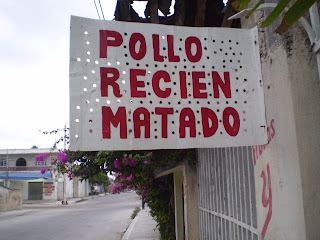 POLLO
RECIEN
MATADO
y